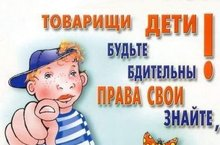 ТОВАРИЩИ ДЕТИ!
БУДЬТЕ
БДИТЕЛЬНЫ
ПРАВА СВОИ
ЗНАЙТЕ,